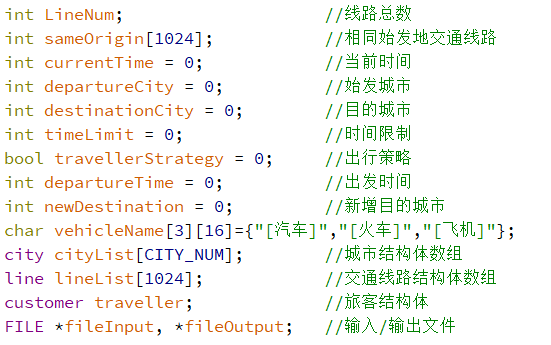 int LineNum; //线路总数
int sameOrigin[1024]; //相同始发地交通线路
int currentTime = 0; //当前时间
int departureCity = 0; //始发城市
int destinationCity = 0; //目的城市
int timeLimit = 0; //时间限制
bool travellerStrategy = 0; //出行策略
int departureTime = 0; //出发时间
int newDestination = 0; //新增目的城市
char vehicleName[3][16]={"[汽车]","[火车]","[飞机]"};
city cityList[CITY_NUM]; //城市结构体数组
line lineList[1024]; //交通线路结构体数组
customer traveller; //旅客结构体
FILE *fileInput, *fileOutput; //输入/输出文件